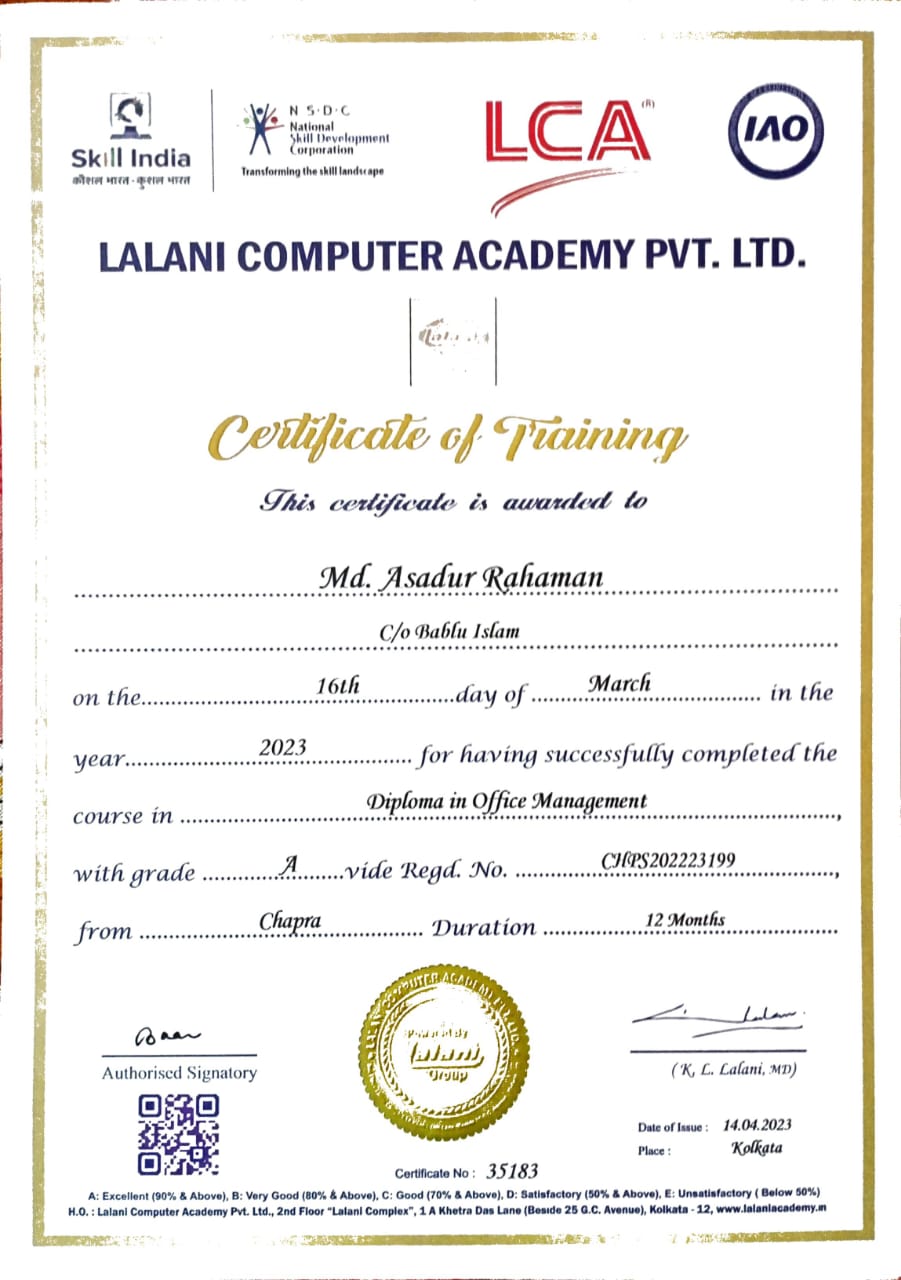 Skill India
कौशल भारत - कुशल भारत
N·S·D·C
National
Skill Development
Corporation
Transforming the skill landscape
LCA (R)
IAO
LALANI COMPUTER ACADEMY PVT. LTD.
Certificate of Training
This certificate is awarded to
Md. Asadur Rahaman
C/o Bablu Islam
on the 16th day of March in the
year 2023 for having successfully completed the
course in Diploma in Office Management,
with grade A vide Regd. No. CHPS202223199,
from Chapra Duration 12 Months
LALANI COMPUTER ACADEMY PVT. LTD.
Powered By
Lalani
Group
Authorised Signatory
(K. L. Lalani, MD)
Date of Issue : 14.04.2023
Place : Kolkata
Certificate No : 35183
A: Excellent (90% & Above), B: Very Good (80% & Above), C: Good (70% & Above), D: Satisfactory (50% & Above), E: Unsatisfactory ( Below 50%)
H.O. : Lalani Computer Academy Pvt. Ltd., 2nd Floor "Lalani Complex", 1 A Khetra Das Lane (Beside 25 G.C. Avenue), Kolkata - 12, www.lalaniacademy.in